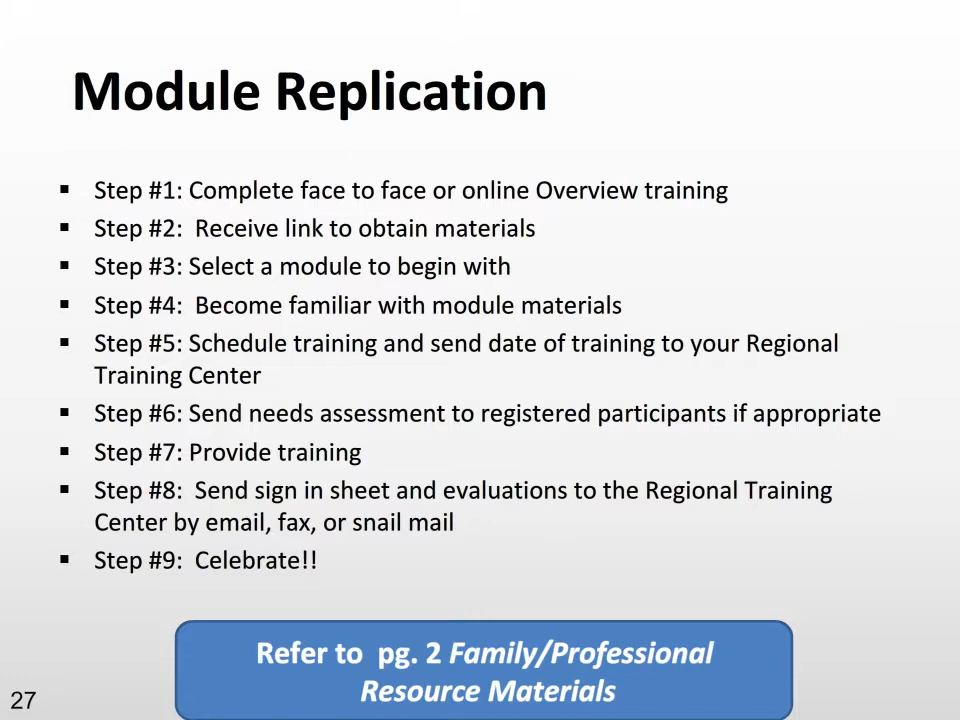 Module Replication
▪ Step #1: Complete face to face or online Overview training
▪ Step #2:  Receive link to obtain materials
▪ Step #3: Select a module to begin with
▪ Step #4:  Become familiar with module materials
▪ Step #5: Schedule training and send date of training to your Regional
Training Center
▪ Step #6: Send needs assessment to registered participants if appropriate
▪ Step #7: Provide training
▪ Step #8:  Send sign in sheet and evaluations to the Regional Training
Center by email, fax, or snail mail
▪ Step #9:  Celebrate!!
Refer to  pg. 2 Family/Professional
Resource Materials
27